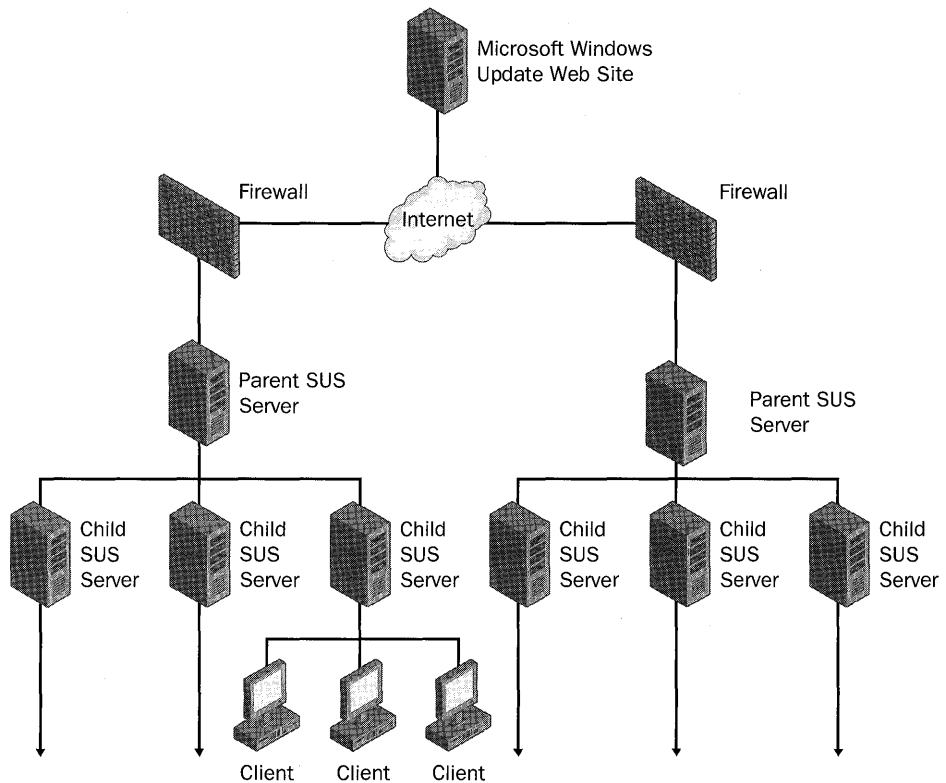 Microsoft Windows
Update Web Site
Firewall
Internet
Firewall
Parent SUS
Server
Parent SUS
Server
Child
SUS
Server
Child
SUS
Server
Child
SUS
Server
Child
SUS
Server
Child
SUS
Server
Child
SUS
Server
Client
Client
Client